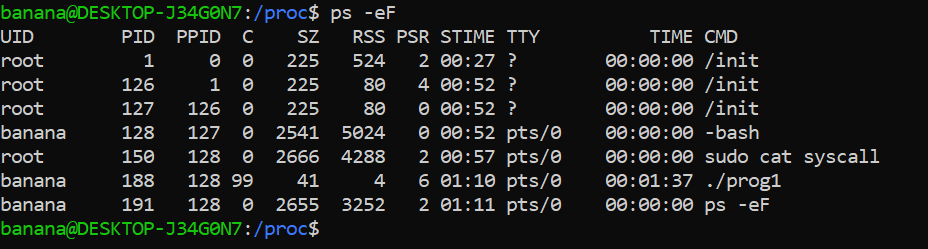 banana@DESKTOP-J34G0N7:/proc$ ps -eF
UID        PID  PPID  C    SZ   RSS PSR STIME TTY          TIME CMD
root         1     0  0   225   524   2 00:27 ?        00:00:00 /init
root       126     1  0   225    80   4 00:52 ?        00:00:00 /init
root       127   126  0   225    80   0 00:52 ?        00:00:00 /init
banana     128   127  0  2541  5024   0 00:52 pts/0    00:00:00 -bash
root       150   128  0  2666  4288   2 00:57 pts/0    00:00:00 sudo cat syscall
banana     188   128 99    41     4   6 01:10 pts/0    00:01:37 ./prog1
banana     191   128  0  2655  3252   2 01:11 pts/0    00:00:00 ps -eF
banana@DESKTOP-J34G0N7:/proc$